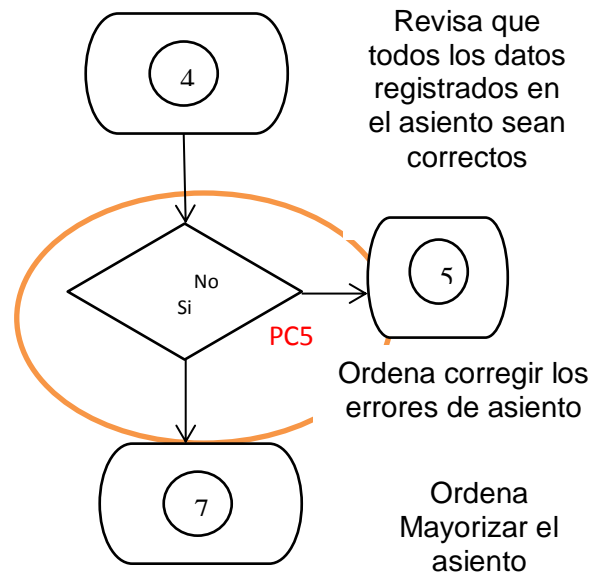 4
Revisa que
todos los datos
registrados en
el asiento sean
correctos
No
Si
5
PC5
Ordena corregir los
errores de asiento
7
Ordena
Mayorizar el
asiento